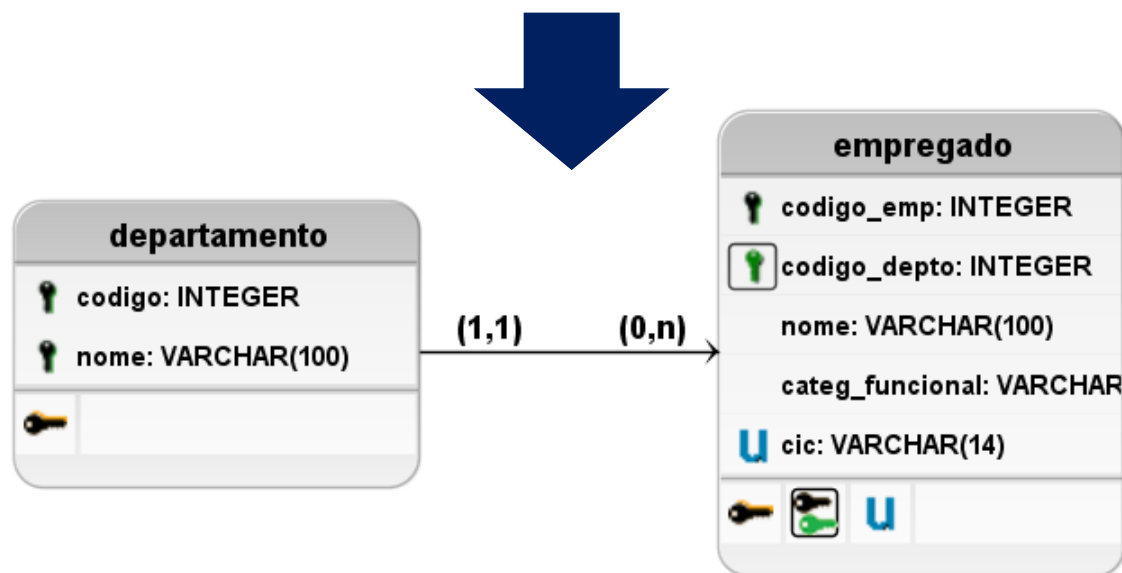 departamento
codigo: INTEGER
nome: VARCHAR(100)
(1,1)
(0,n)
empregado
codigo_emp: INTEGER
codigo_depto: INTEGER
nome: VARCHAR(100)
categ_funcional: VARCHAR
U cic: VARCHAR(14)
U